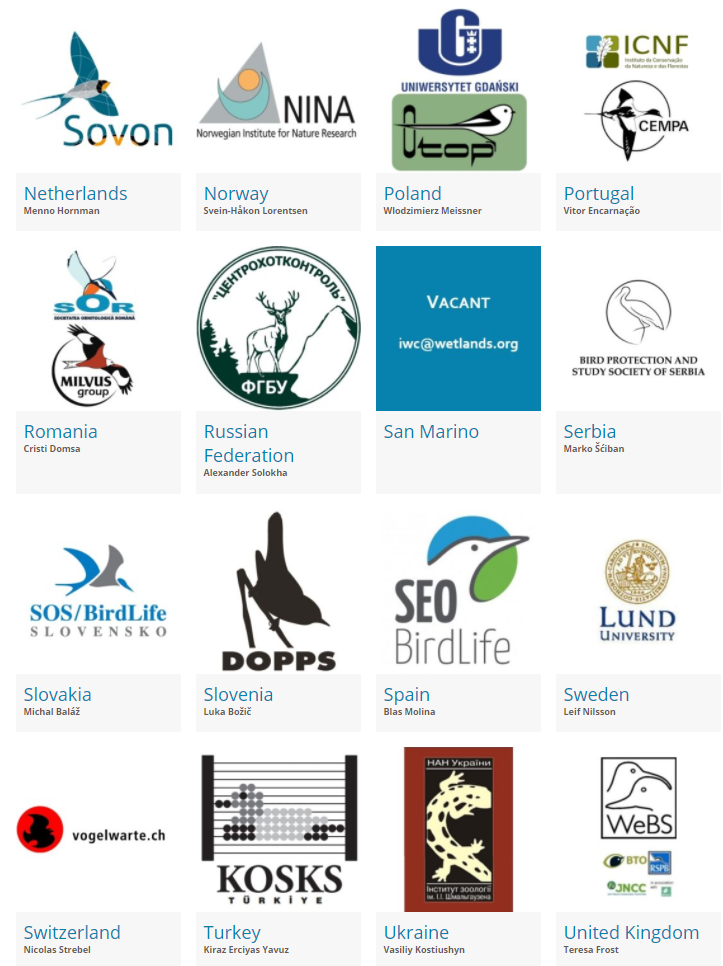 Sovon
Netherlands
Menno Hornman
NINA
Norwegian Institute for Nature Research
Norway
Svein-Håkon Lorentsen
UG
UNIWERSYTET GDAŃSKI
Otop
Poland
Wlodzimierz Meissner
ICNF
Instituto da Conservação
da Natureza e das Florestas
CEMPA
Portugal
Vitor Encarnação
SOR
SOCIETATEA ORNITOLOGICĂ ROMÂNĂ
MILVUS
group
Romania
Cristi Domsa
"ЦЕНТРОХОТКОНТРОЛЬ"
ФГБУ
Russian
Federation
Alexander Solokha
VACANT
iwc@wetlands.org
San Marino
BIRD PROTECTION AND
STUDY SOCIETY OF SERBIA
Serbia
Marko Šćiban
SOS/BirdLife
SLOVENSKO
Slovakia
Michal Baláž
DOPPS
Slovenia
Luka Božič
SEO
BirdLife
Spain
Blas Molina
LUND
UNIVERSITY
Sweden
Leif Nilsson
vogelwarte.ch
Switzerland
Nicolas Strebel
KOSKS
TÜRKİYE
Turkey
Kiraz Erciyas Yavuz
НАН України
Інститут зоології
ім. І.І. Шмальгаузена
Ukraine
Vasiliy Kostiushyn
WeBS
BTO
RSPB
JNCC
United Kingdom
Teresa Frost